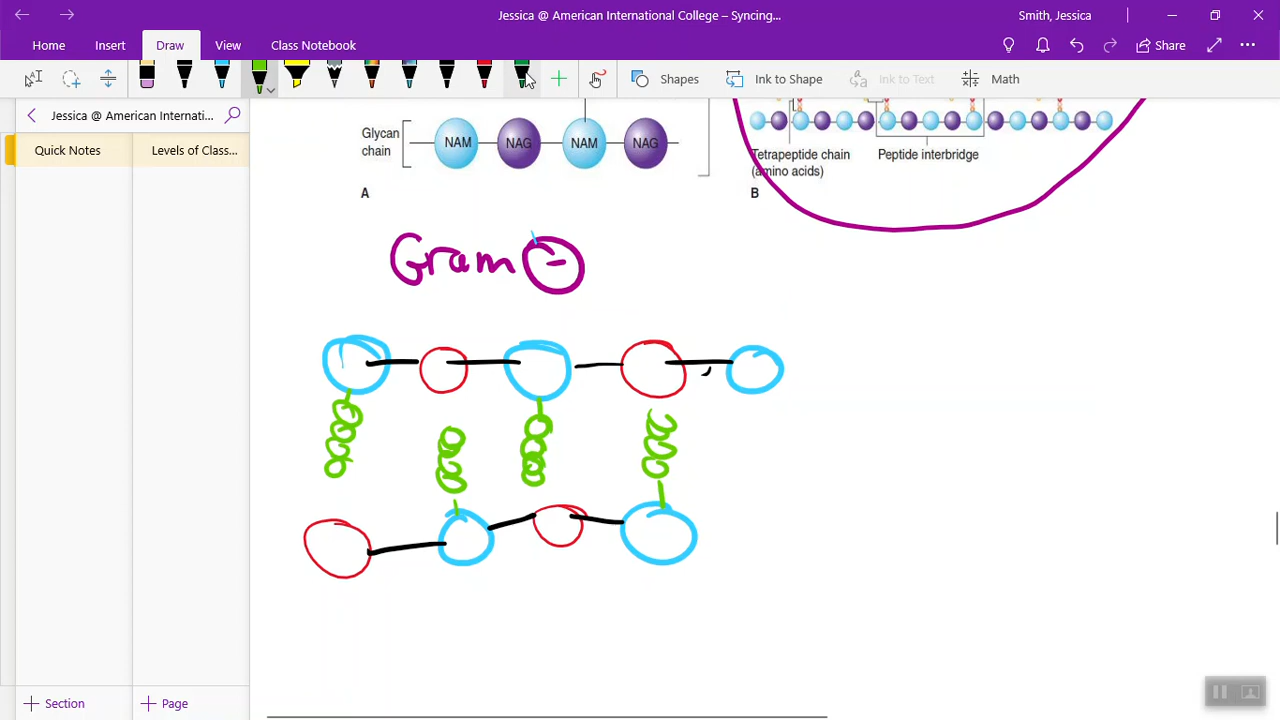 Jessica @ American International College – Syncing...
Smith, Jessica
Home Insert Draw View Class Notebook
Share
Shapes Ink to Shape Ink to Text Math
Jessica @ American Internati...
Quick Notes
Levels of Class...
Glycan chain
NAM NAG NAM NAG
A
Tetrapeptide chain (amino acids)
Peptide interbridge
B
Gram -
+ Section
+ Page